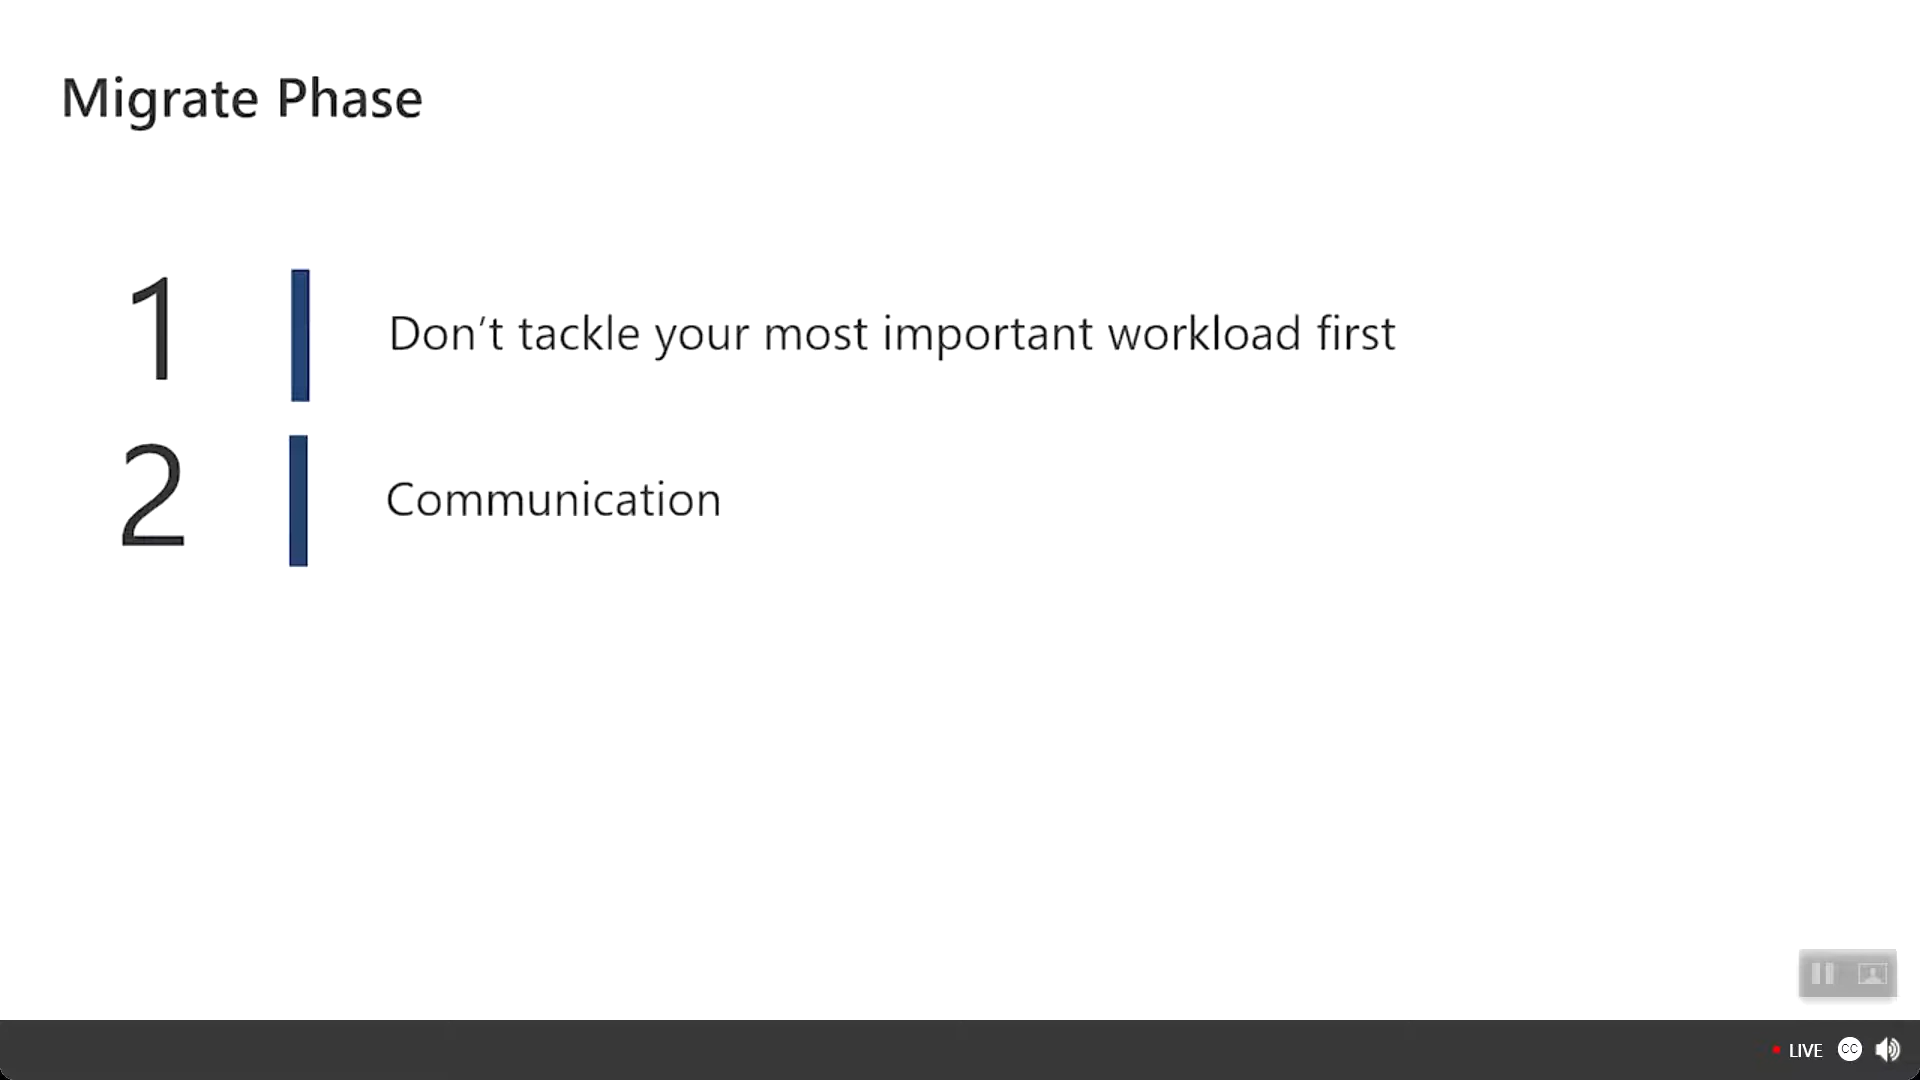 Migrate Phase
1
Don’t tackle your most important workload first
2
Communication
LIVE CC